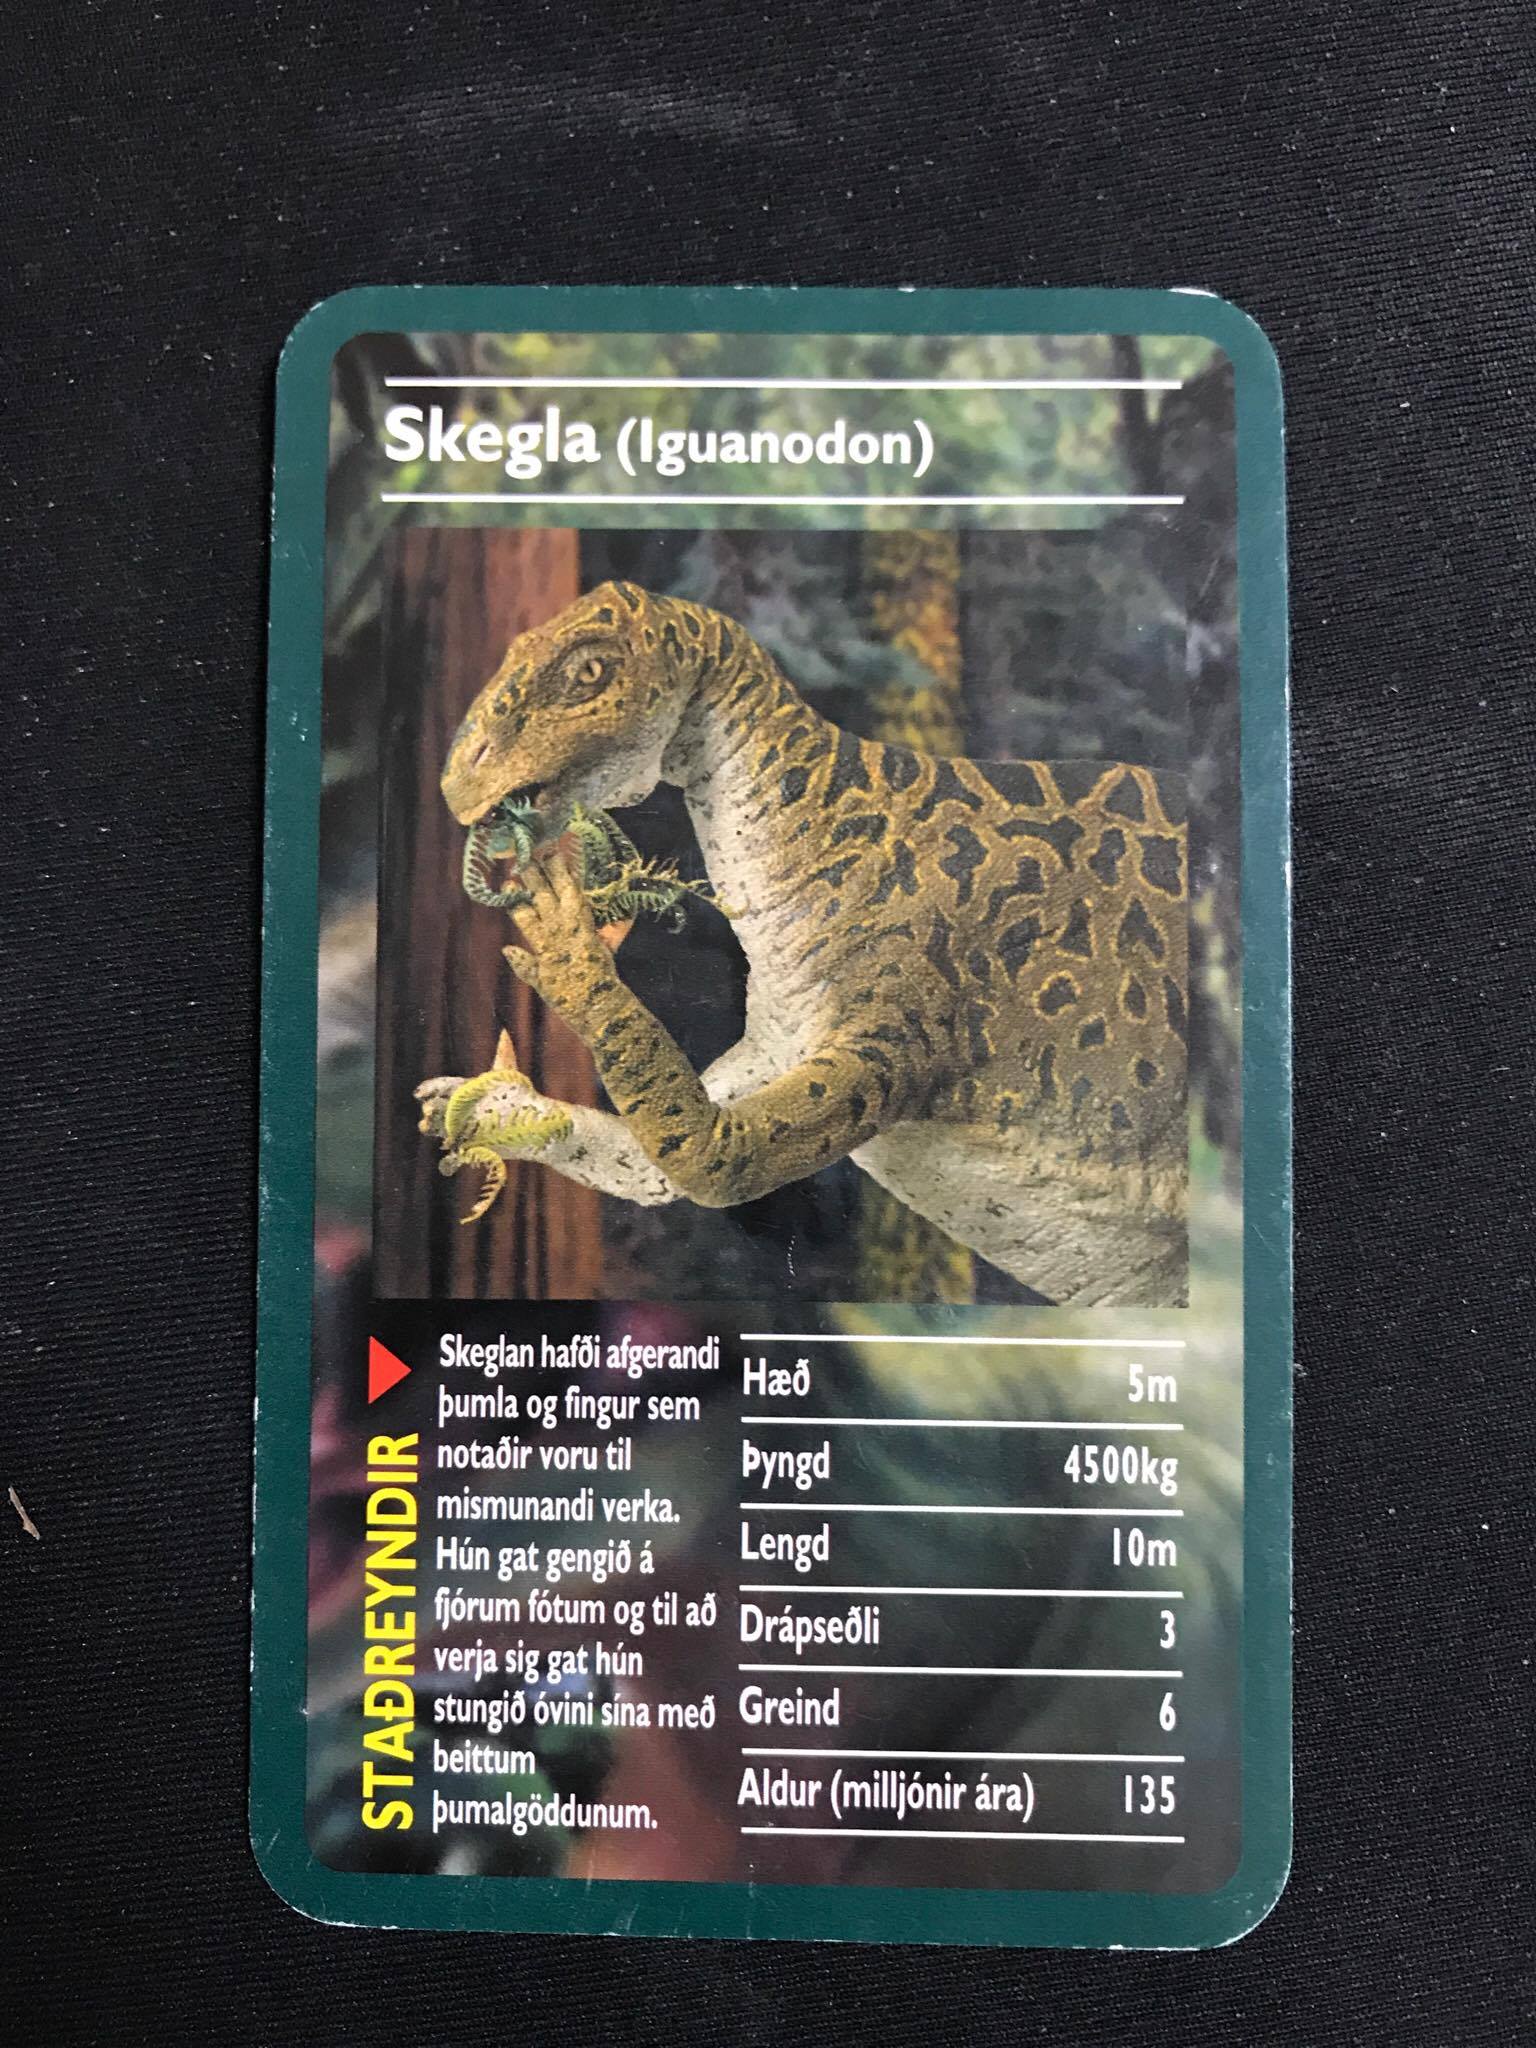 Skegla (Iguanodon)
STAÐREYNDIR
Skeglan hafði afgerandi
þumla og fingur sem
notaðir voru til
mismunandi verka.
Hún gat gengið á
fjórum fótum og til að
verja sig gat hún
stungið óvini sína með
beittum
þumalgöddunum.
Hæð 5m
Þyngd 4500kg
Lengd 10m
Drápseðli 3
Greind 6
Aldur (milljónir ára) 135